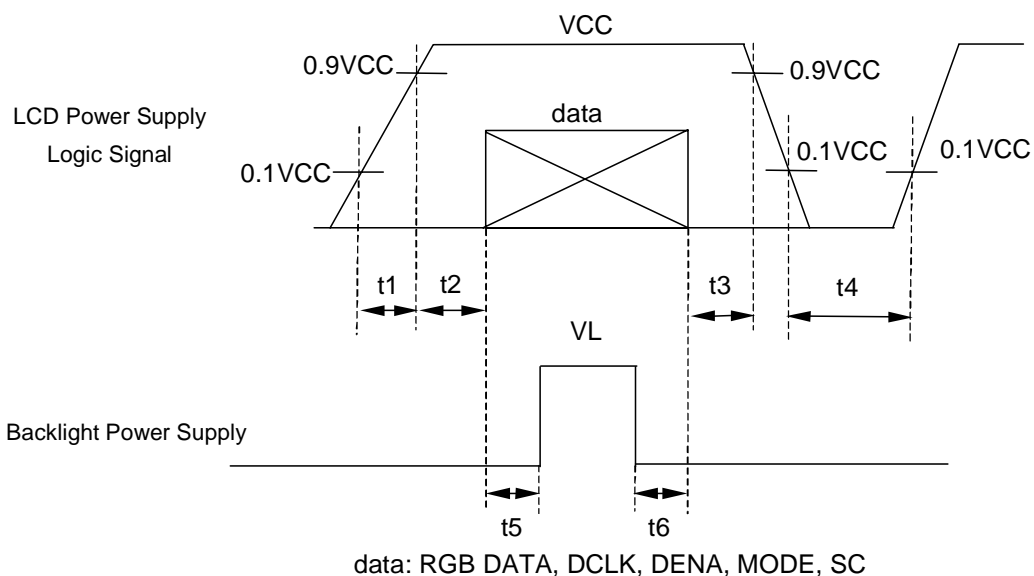 VCC
0.9VCC
0.9VCC
LCD Power Supply
Logic Signal
data
0.1VCC
0.1VCC
0.1VCC
t1
t2
t3
t4
VL
Backlight Power Supply
t5
t6
data: RGB DATA, DCLK, DENA, MODE, SC